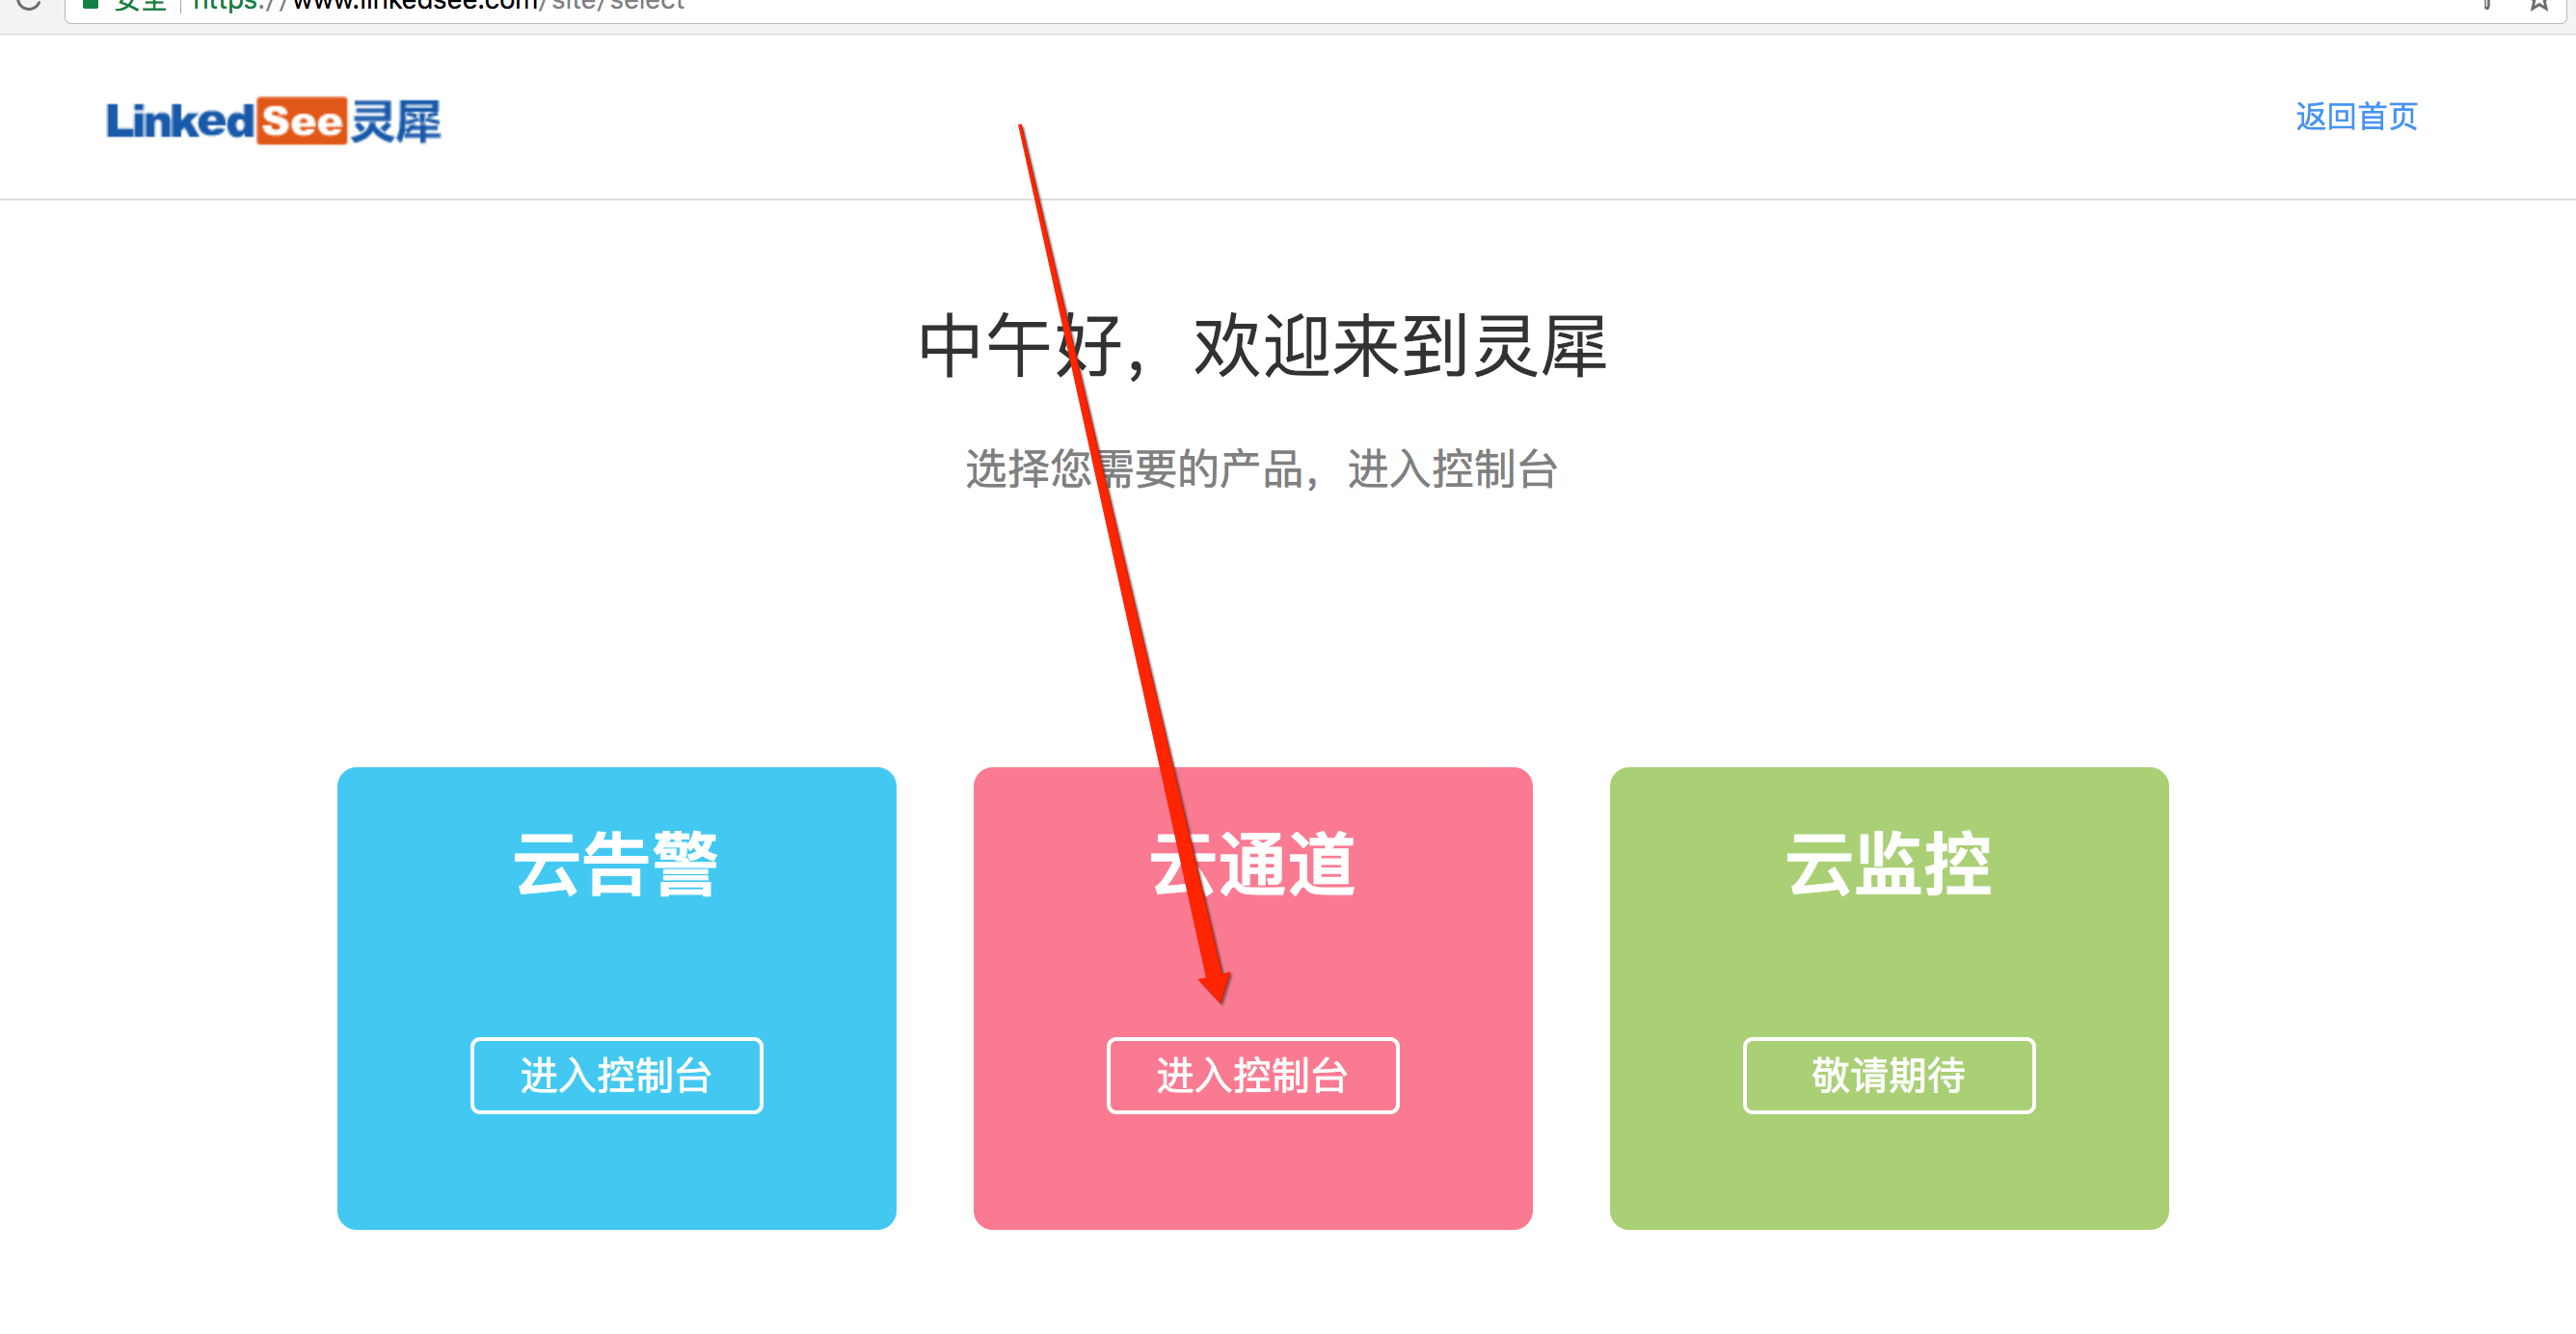 安全 https://www.linkedsee.com/site/select
LinkedSee灵犀
返回首页
中午好，欢迎来到灵犀
选择您需要的产品，进入控制台
云告警
云通道
云监控
进入控制台
进入控制台
敬请期待